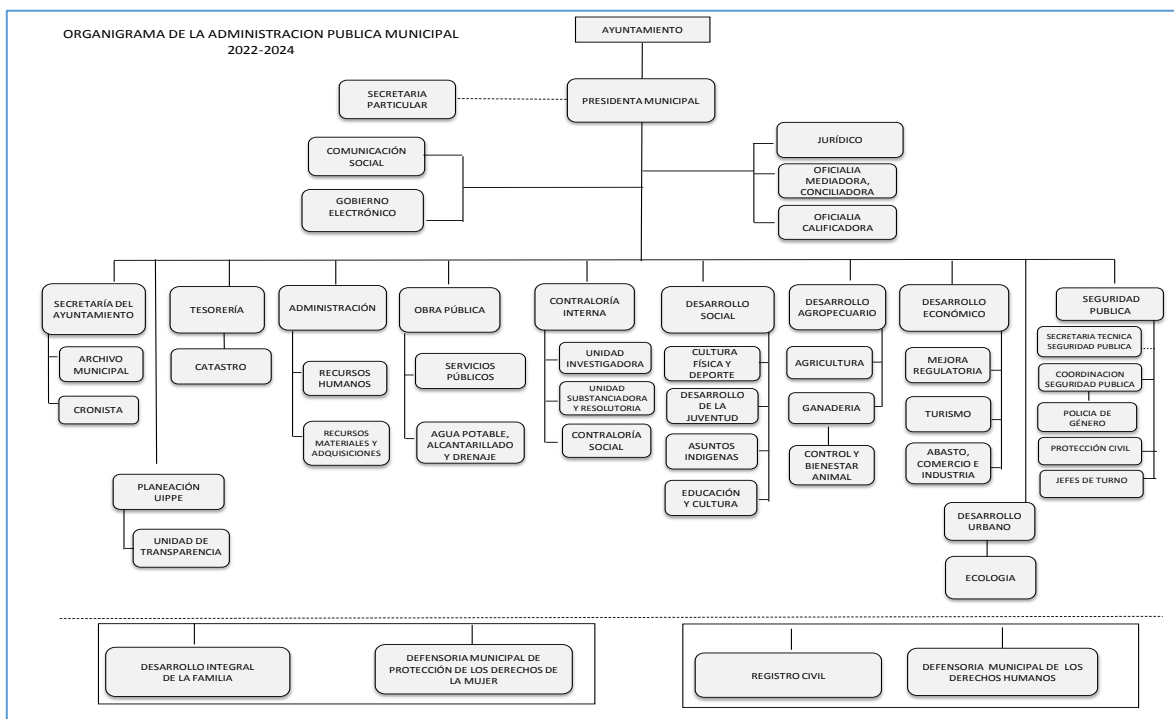 ORGANIGRAMA DE LA ADMINISTRACION PUBLICA MUNICIPAL
2022-2024
AYUNTAMIENTO
SECRETARIA
PARTICULAR
PRESIDENTA MUNICIPAL
COMUNICACIÓN
SOCIAL
GOBIERNO
ELECTRÓNICO
JURÍDICO
OFICIALIA
MEDIADORA,
CONCILIADORA
OFICIALIA
CALIFICADORA
SECRETARÍA DEL
AYUNTAMIENTO
ARCHIVO
MUNICIPAL
CRONISTA
PLANEACIÓN
UIPPE
UNIDAD DE
TRANSPARENCIA
TESORERÍA
CATASTRO
ADMINISTRACIÓN
RECURSOS
HUMANOS
RECURSOS
MATERIALES Y
ADQUISICIONES
OBRA PÚBLICA
SERVICIOS
PÚBLICOS
AGUA POTABLE,
ALCANTARILLADO
Y DRENAJE
CONTRALORÍA
INTERNA
UNIDAD
INVESTIGADORA
UNIDAD
SUBSTANCIADORA
Y RESOLUTORIA
CONTRALORÍA
SOCIAL
DESARROLLO
SOCIAL
CULTURA
FÍSICA Y
DEPORTE
DESARROLLO
DE LA
JUVENTUD
ASUNTOS
INDIGENAS
EDUCACIÓN
Y CULTURA
DESARROLLO
AGROPECUARIO
AGRICULTURA
GANADERIA
CONTROL Y
BIENESTAR
ANIMAL
DESARROLLO
ECONÓMICO
MEJORA
REGULATORIA
TURISMO
ABASTO,
COMERCIO E
INDUSTRIA
DESARROLLO
URBANO
ECOLOGIA
SEGURIDAD
PUBLICA
SECRETARIA TECNICA
SEGURIDAD PUBLICA
COORDINACION
SEGURIDAD PUBLICA
POLICIA DE
GÉNERO
PROTECCIÓN CIVIL
JEFES DE TURNO
DESARROLLO INTEGRAL
DE LA FAMILIA
DEFENSORIA MUNICIPAL DE
PROTECCIÓN DE LOS DERECHOS DE
LA MUJER
REGISTRO CIVIL
DEFENSORIA MUNICIPAL DE LOS
DERECHOS HUMANOS